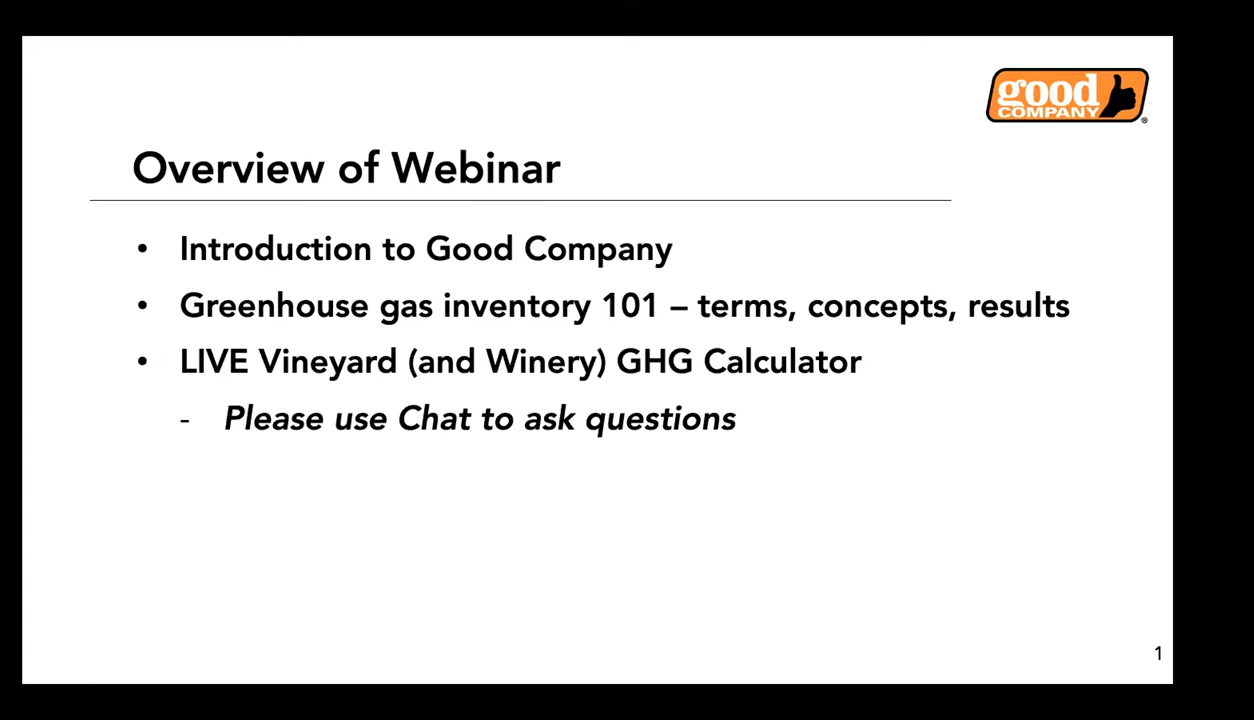 good
COMPANY
®
Overview of Webinar
• Introduction to Good Company
• Greenhouse gas inventory 101 – terms, concepts, results
• LIVE Vineyard (and Winery) GHG Calculator
- Please use Chat to ask questions
1